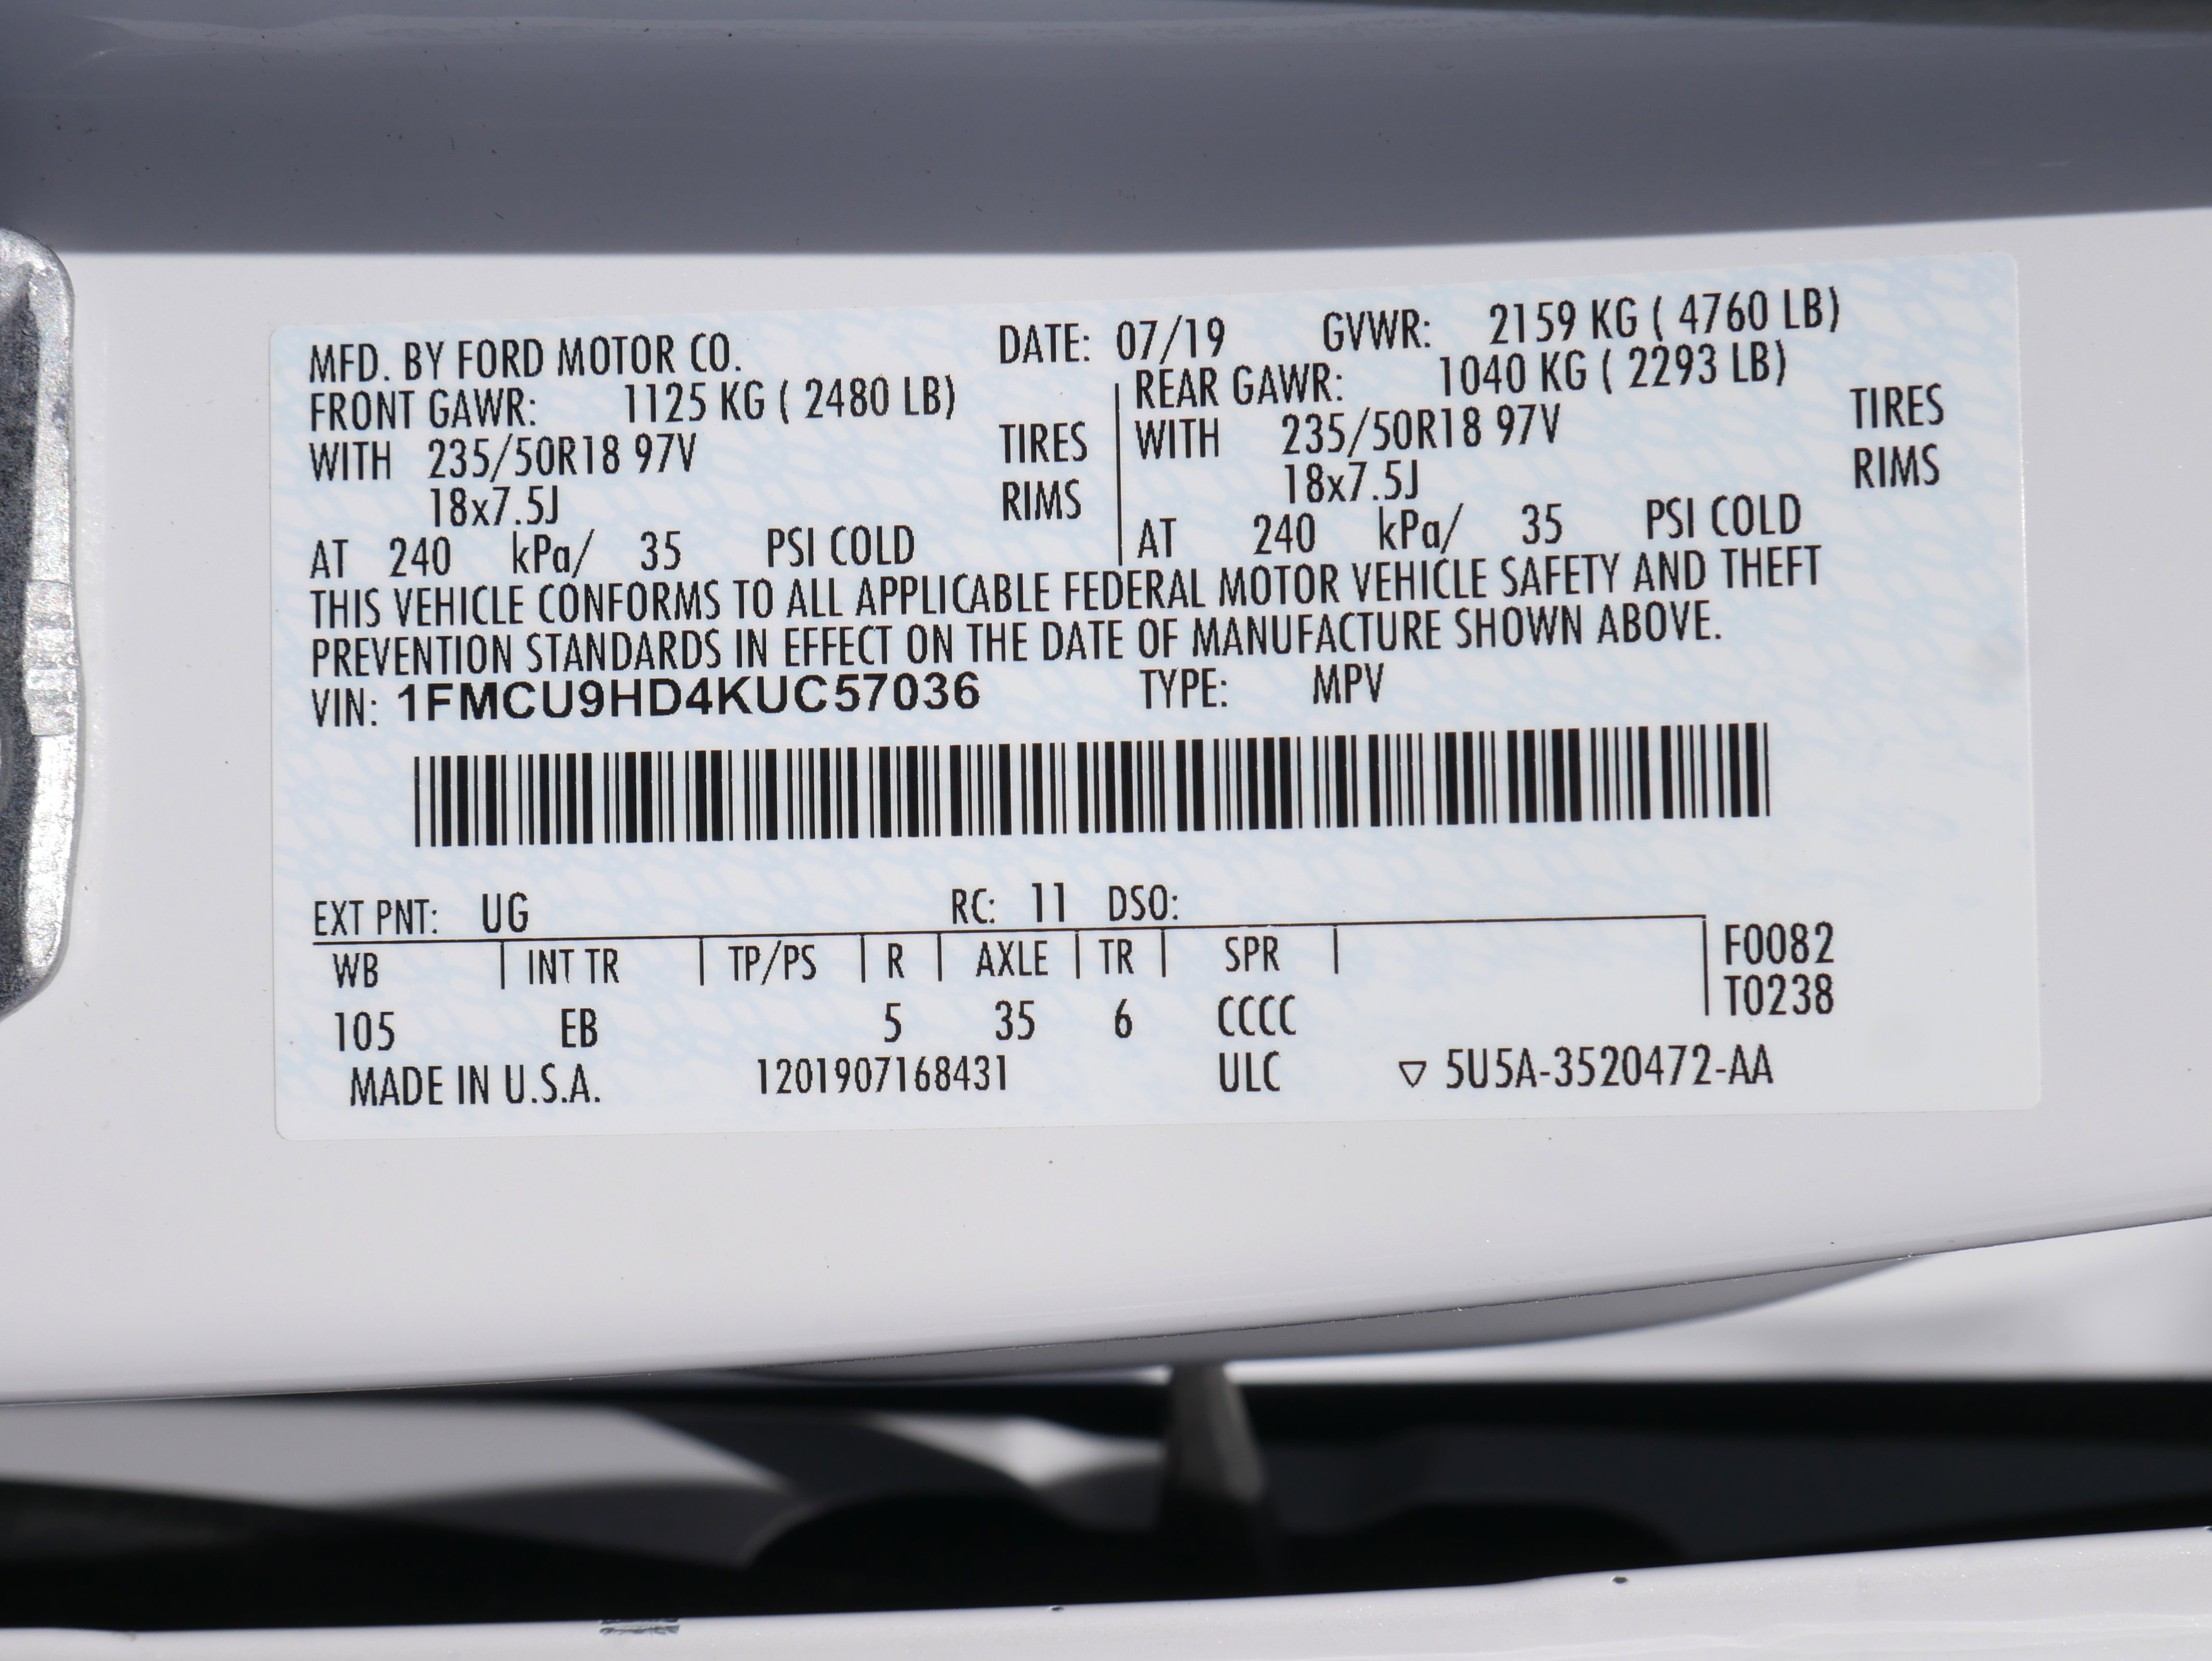 MFD. BY FORD MOTOR CO. DATE: 07/19 GVWR: 2159 KG ( 4760 LB)
FRONT GAWR: 1125 KG ( 2480 LB) REAR GAWR: 1040 KG ( 2293 LB)
WITH 235/50R18 97V TIRES WITH 235/50R18 97V TIRES
18x7.5J RIMS 18x7.5J RIMS
AT 240 kPa/ 35 PSI COLD AT 240 kPa/ 35 PSI COLD
THIS VEHICLE CONFORMS TO ALL APPLICABLE FEDERAL MOTOR VEHICLE SAFETY AND THEFT
PREVENTION STANDARDS IN EFFECT ON THE DATE OF MANUFACTURE SHOWN ABOVE.
VIN: 1FMCU9HD4KUC57036 TYPE: MPV
EXT PNT: UG RC: 11 DSO:
WB INT TR TP/PS R AXLE TR SPR F0082
T0238
105 EB 5 35 6 CCCC
MADE IN U.S.A. 1201907168431 ULC ▽ 5U5A-3520472-AA